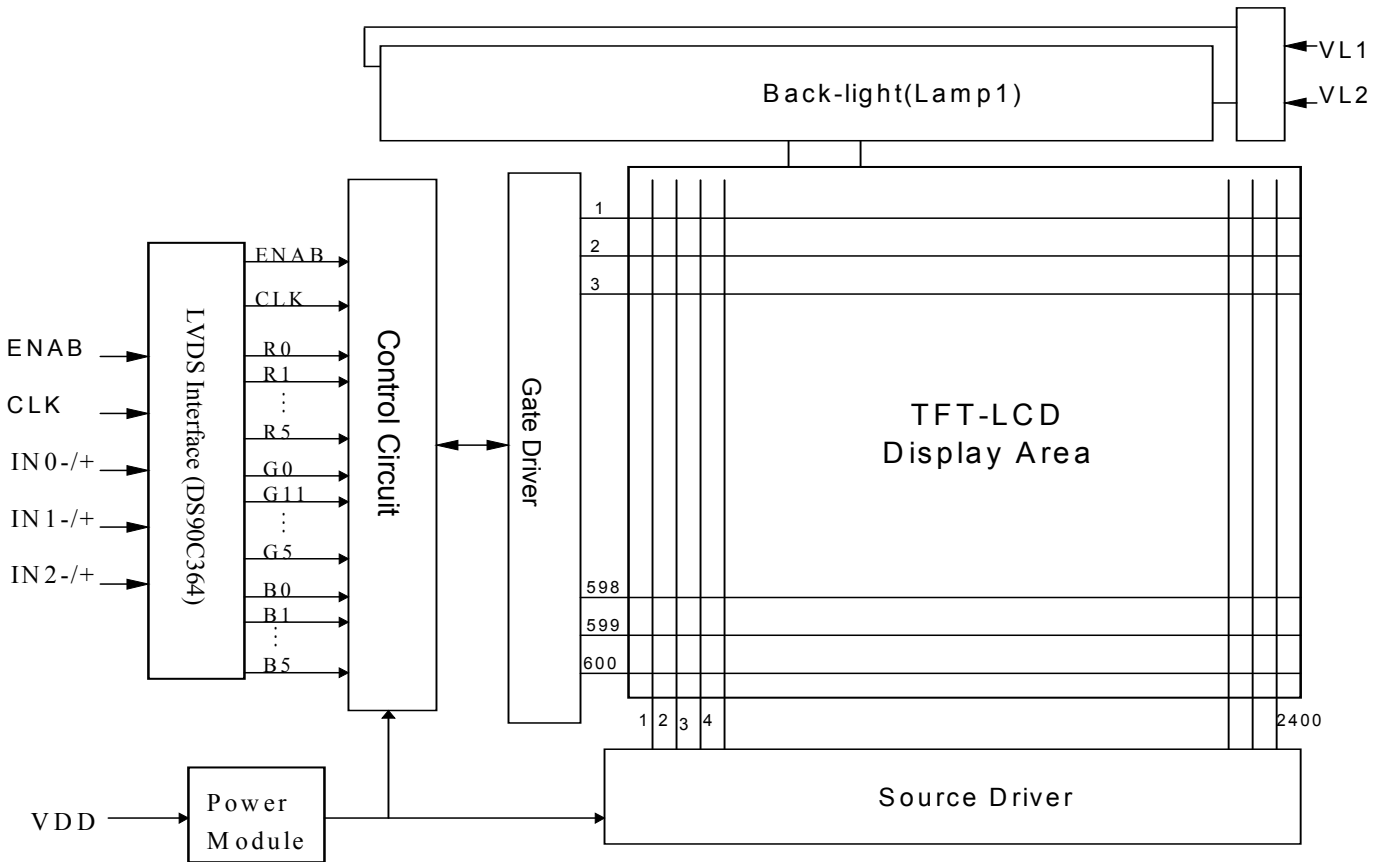 VL1
Back-light(Lamp1)
VL2
ENAB
CLK
IN0-/+
IN1-/+
IN2-/+
LVDS Interface (DS90C364)
ENAB
CLK
R0
R1
⋮
R5
G0
G11
⋮
G5
B0
B1
⋮
B5
Control Circuit
Gate Driver
1
2
3
598
599
600
TFT-LCD
Display Area
1 2 3 4 2400
VDD
Power
Module
Source Driver